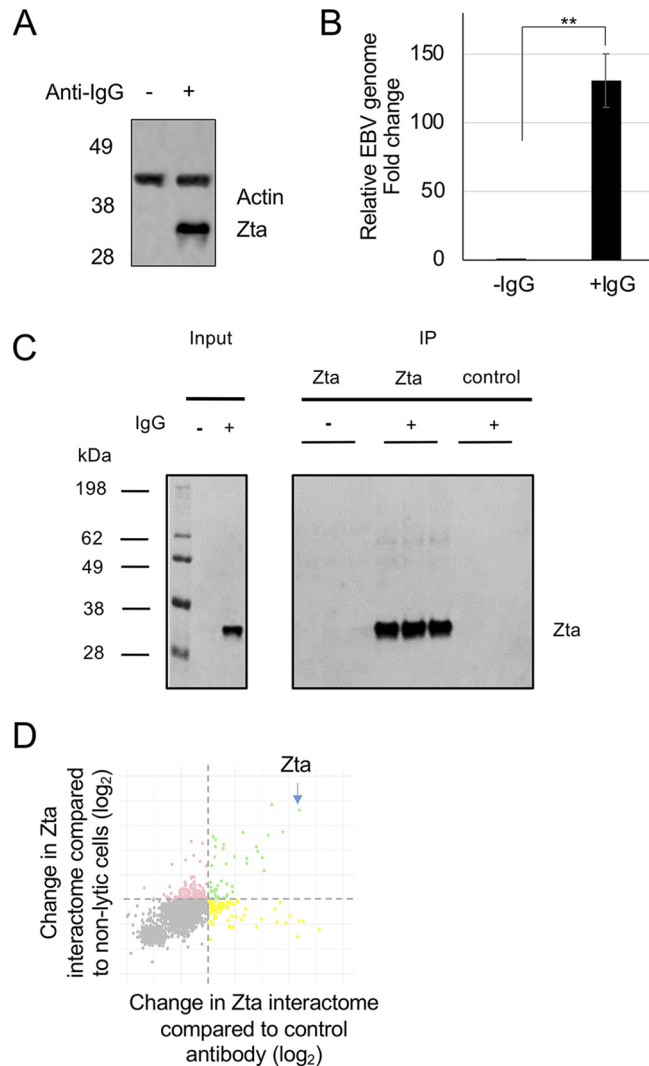 A
Anti-IgG - +
49
38
28
Actin
Zta
B
Relative EBV genome
Fold change
150
100
50
0
**
-IgG +IgG
C
Input IP
Zta Zta control
IgG - + - + +
kDa
198
62
49
38
28
Zta
D
Zta
Change in Zta
interactome compared
to non-lytic cells (log2)
Change in Zta interactome
compared to control
antibody (log2)